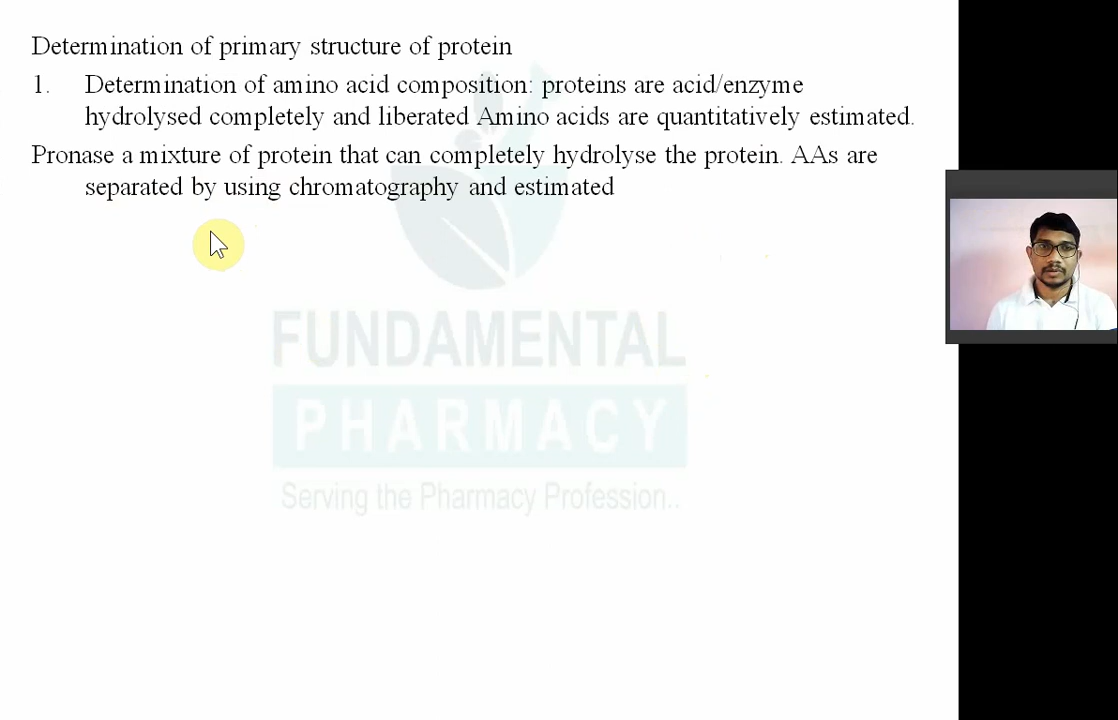 Determination of primary structure of protein
1. Determination of amino acid composition: proteins are acid/enzyme
hydrolysed completely and liberated Amino acids are quantitatively estimated.
Pronase a mixture of protein that can completely hydrolyse the protein. AAs are
separated by using chromatography and estimated
FUNDAMENTAL
PHARMACY
Serving the Pharmacy Profession..